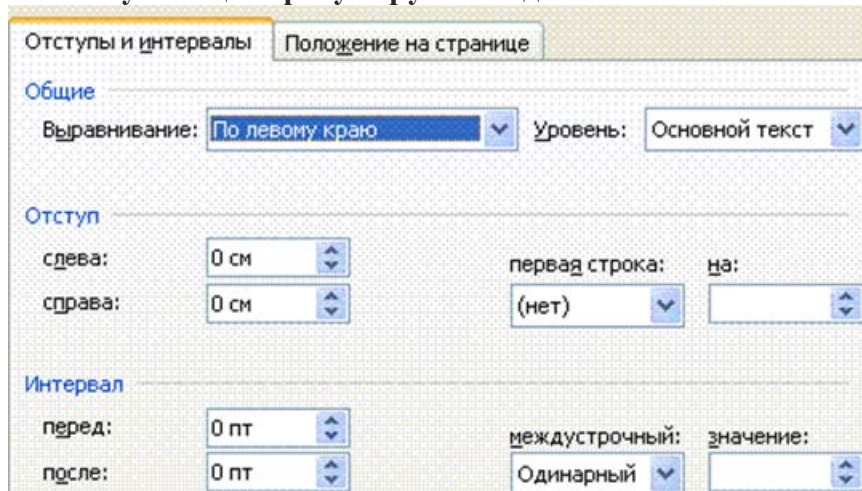 Отступы и интервалы Положение на странице
Общие
Выравнивание: По левому краю Уровень: Основной текст
Отступ
слева: 0 см первая строка: на:
справа: 0 см (нет)
Интервал
перед: 0 пт междустрочный: значение:
после: 0 пт Одинарный